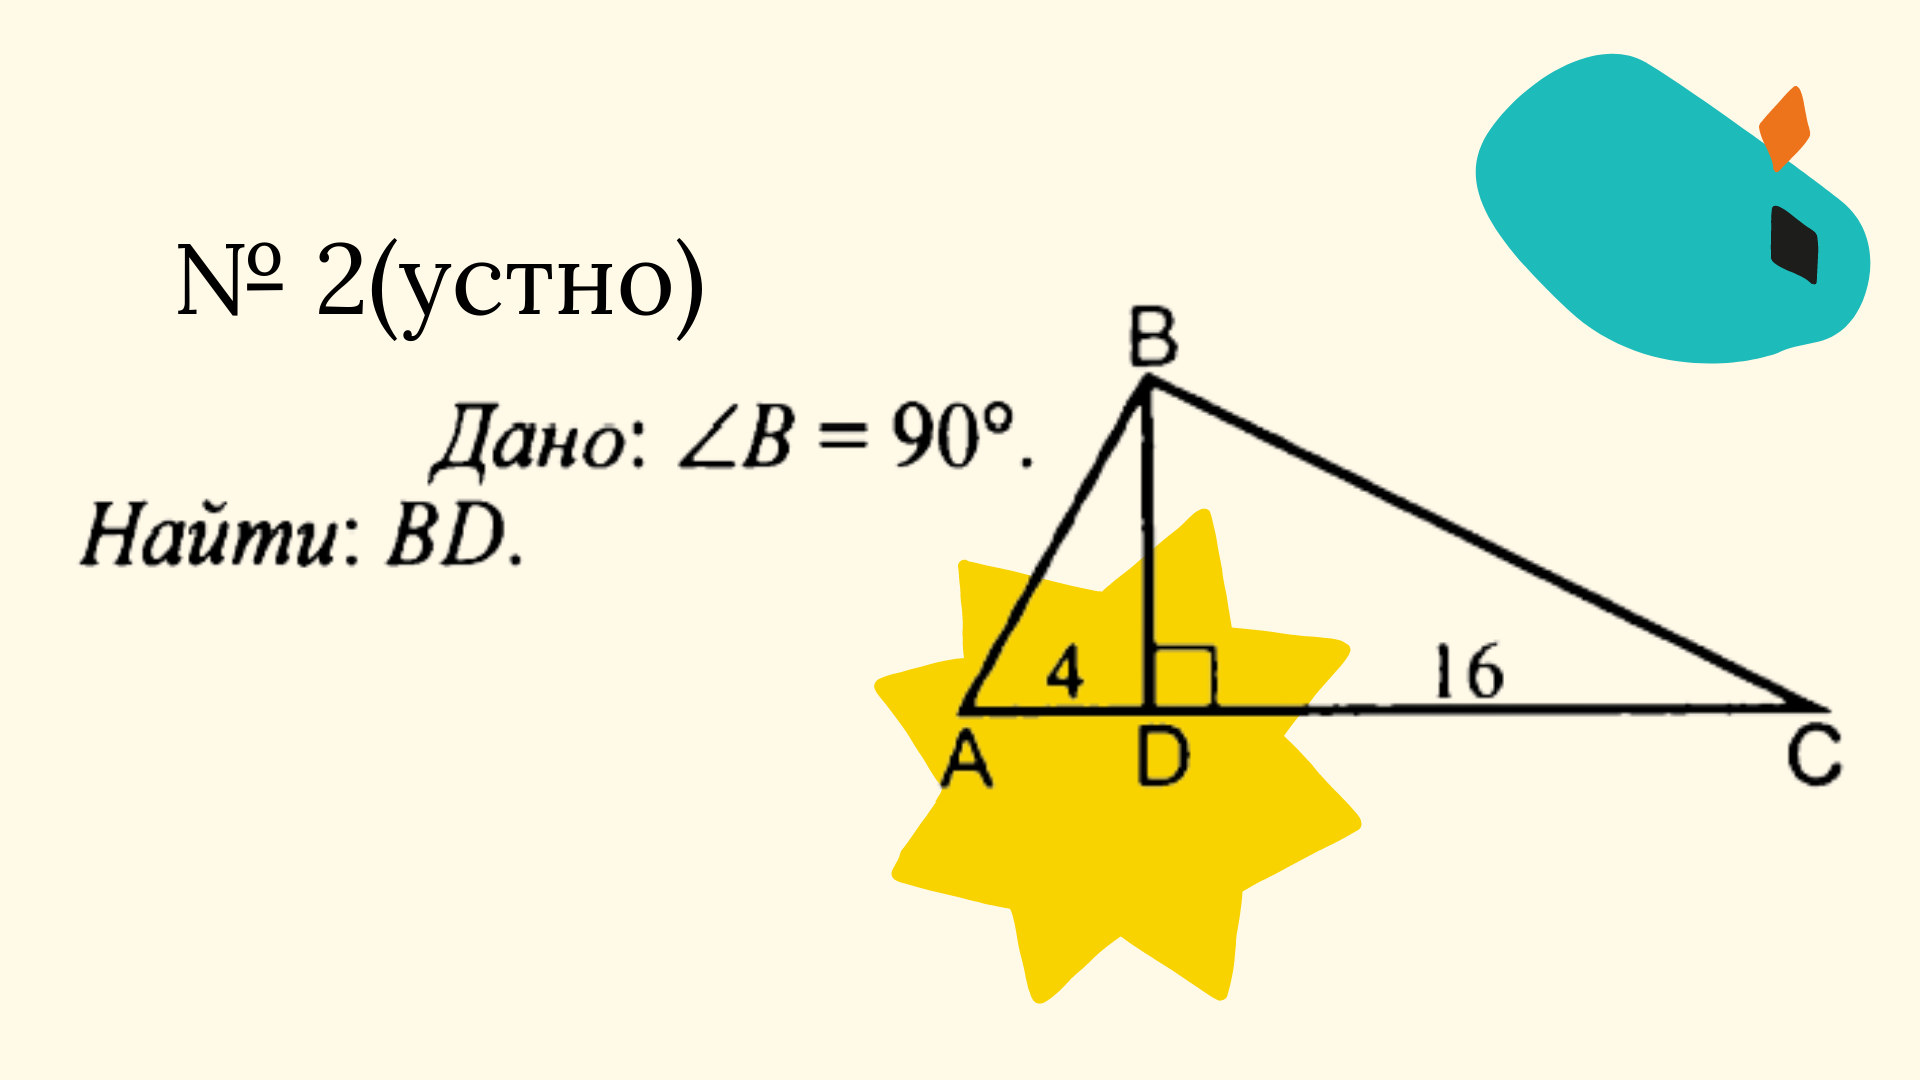 № 2(устно)
Дано: ∠B = 90°.
Найти: BD.
B
4
16
A
D
C